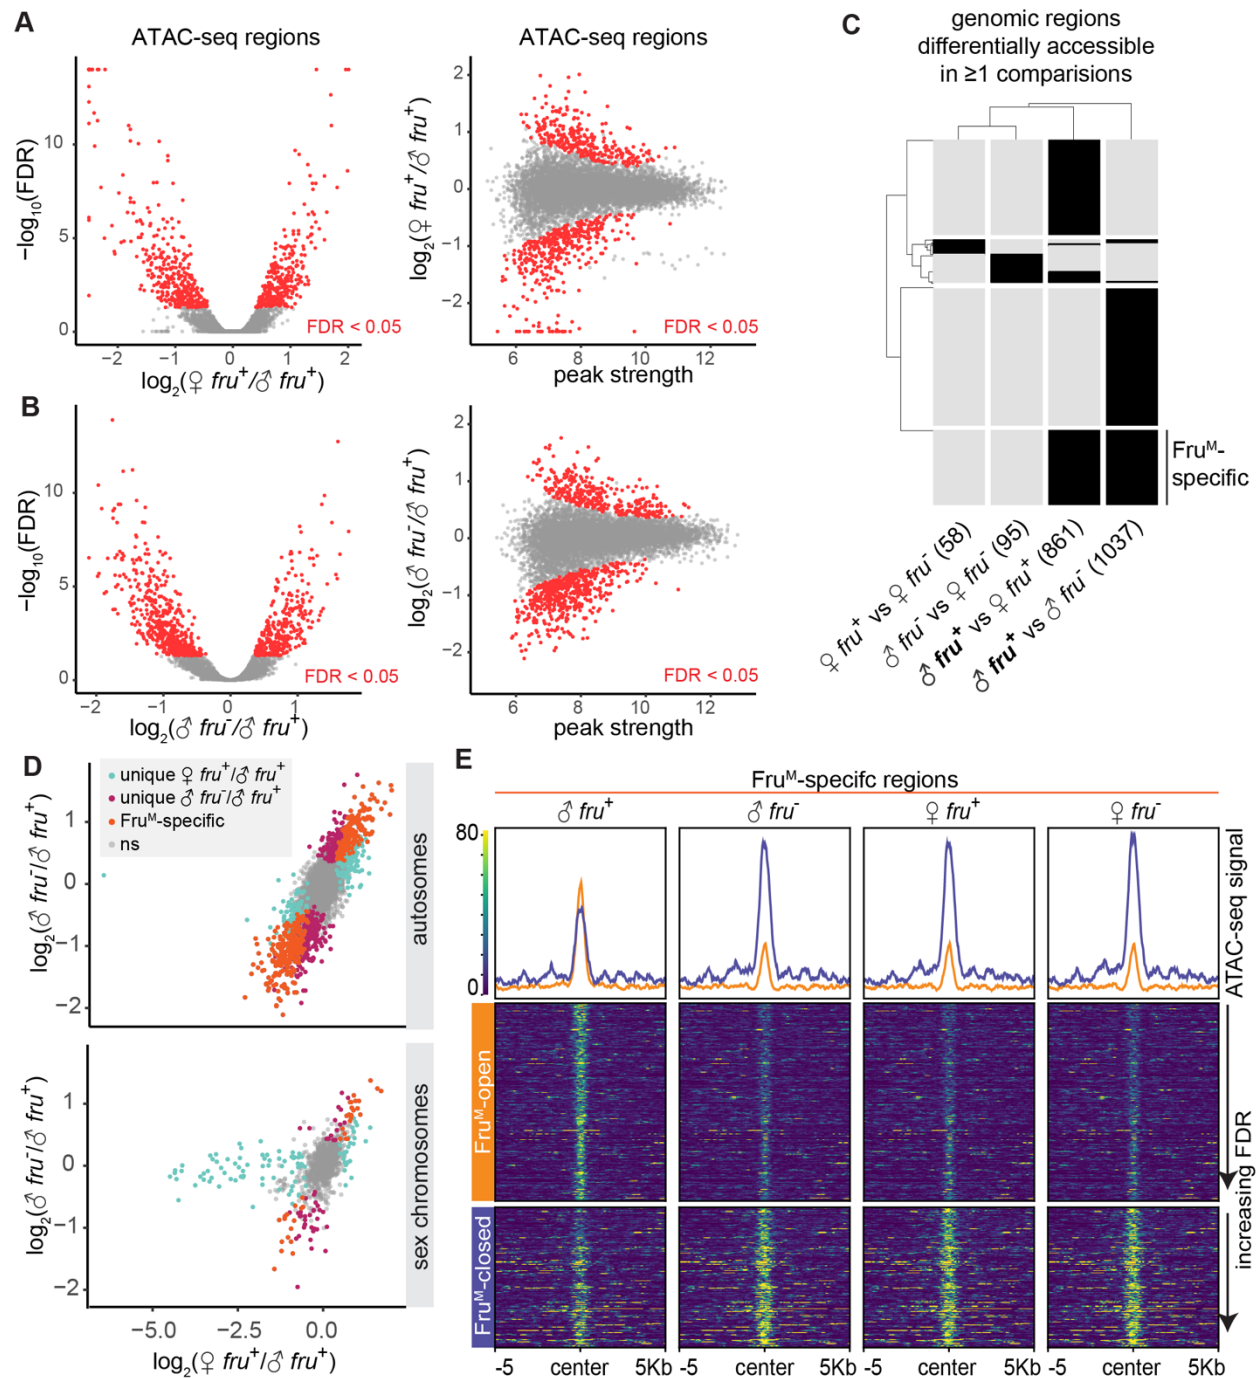 A
ATAC-seq regions
−log10(FDR)
10
5
0
FDR < 0.05
−2 −1 0 1 2
log2(♀ fru+/♂ fru+)
ATAC-seq regions
log2(♀ fru+/♂ fru+)
2
1
0
−1
−2
FDR < 0.05
6 8 10 12
peak strength
B
−log10(FDR)
10
5
0
FDR < 0.05
−2 −1 0 1
log2(♂ fru-/♂ fru+)
log2(♂ fru-/♂ fru+)
2
1
0
−1
−2
FDR < 0.05
6 8 10 12
peak strength
C
genomic regions
differentially accessible
in ≥1 comparisions
FruM-
specific
♀ fru+ vs ♀ fru- (58)
♂ fru- vs ♀ fru- (95)
♂ fru+ vs ♀ fru+ (861)
♂ fru+ vs ♂ fru- (1037)
D
unique ♀ fru+/♂ fru+
unique ♂ fru-/♂ fru+
FruM-specific
ns
log2(♂ fru-/♂ fru+)
1
0
−1
−2
autosomes
log2(♂ fru-/♂ fru+)
1
0
−1
−2
sex chromosomes
−5.0 −2.5 0.0
log2(♀ fru+/♂ fru+)
E
FruM-specifc regions
♂ fru+ ♂ fru- ♀ fru+ ♀ fru-
80
0
ATAC-seq signal
FruM-open
FruM-closed
increasing FDR
-5 center 5Kb
-5 center 5Kb
-5 center 5Kb
-5 center 5Kb